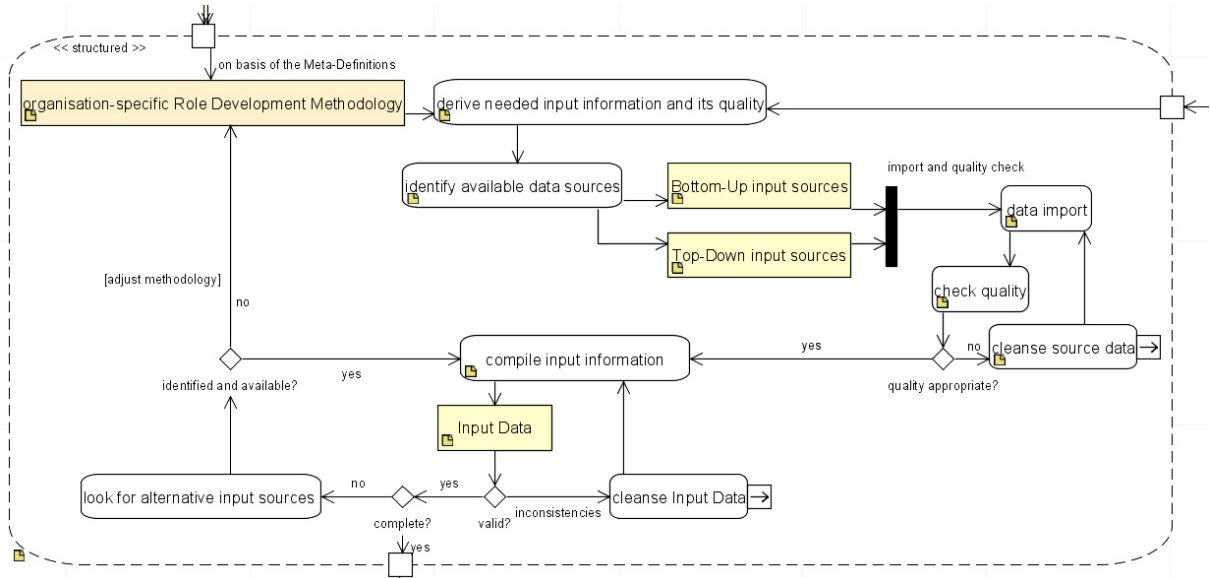 << structured >>
on basis of the Meta-Definitions
organisation-specific Role Development Methodology
derive needed input information and its quality
identify available data sources
Bottom-Up input sources
import and quality check
data import
Top-Down input sources
[adjust methodology]
no
check quality
compile input information
yes
no
cleanse source data
identified and available?
yes
quality appropriate?
Input Data
look for alternative input sources
no
yes
cleanse Input Data
inconsistencies
complete?
valid?
yes